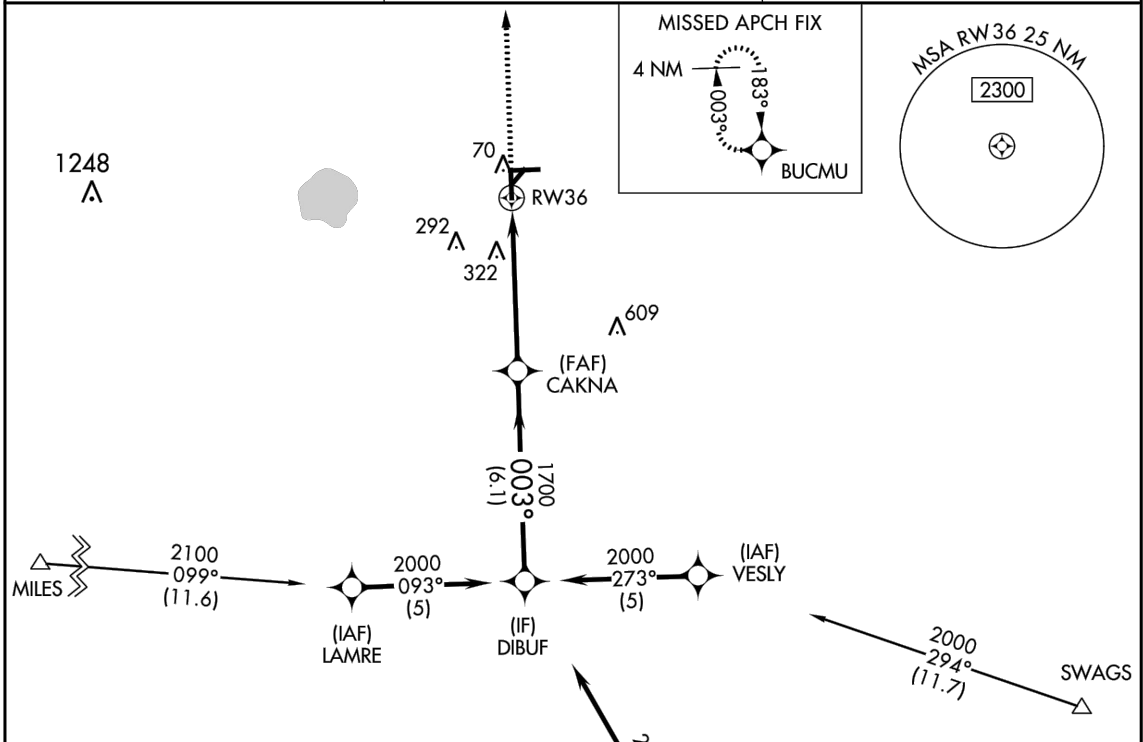 MISSED APCH FIX
4 NM
183°
003°
BUCMU
MSA RW36 25 NM
2300
1248
70
RW36
292
322
609
(FAF)
CAKNA
1700
003°
(6.1)
MILES
2100
099°
(11.6)
2000
093°
(5)
(IAF)
LAMRE
(IF)
DIBUF
2000
273°
(5)
(IAF)
VESLY
2000
294°
(11.7)
SWAGS